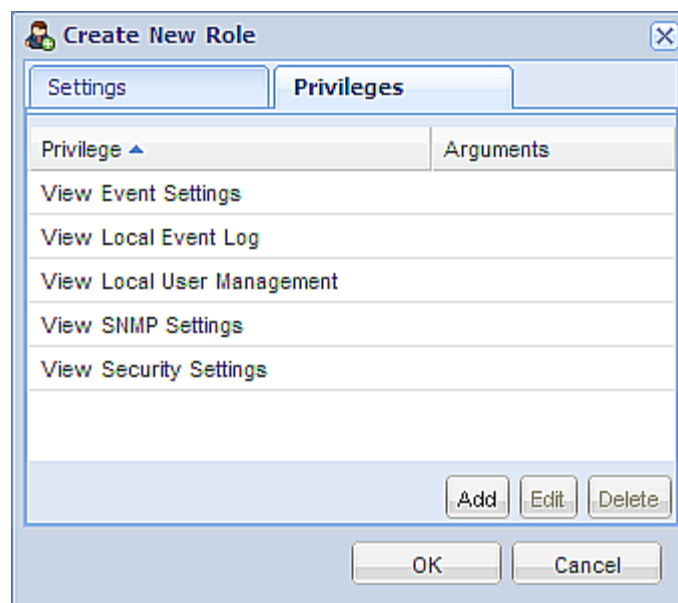 Create New Role
Settings Privileges
Privilege Arguments
View Event Settings
View Local Event Log
View Local User Management
View SNMP Settings
View Security Settings
Add Edit Delete
OK Cancel